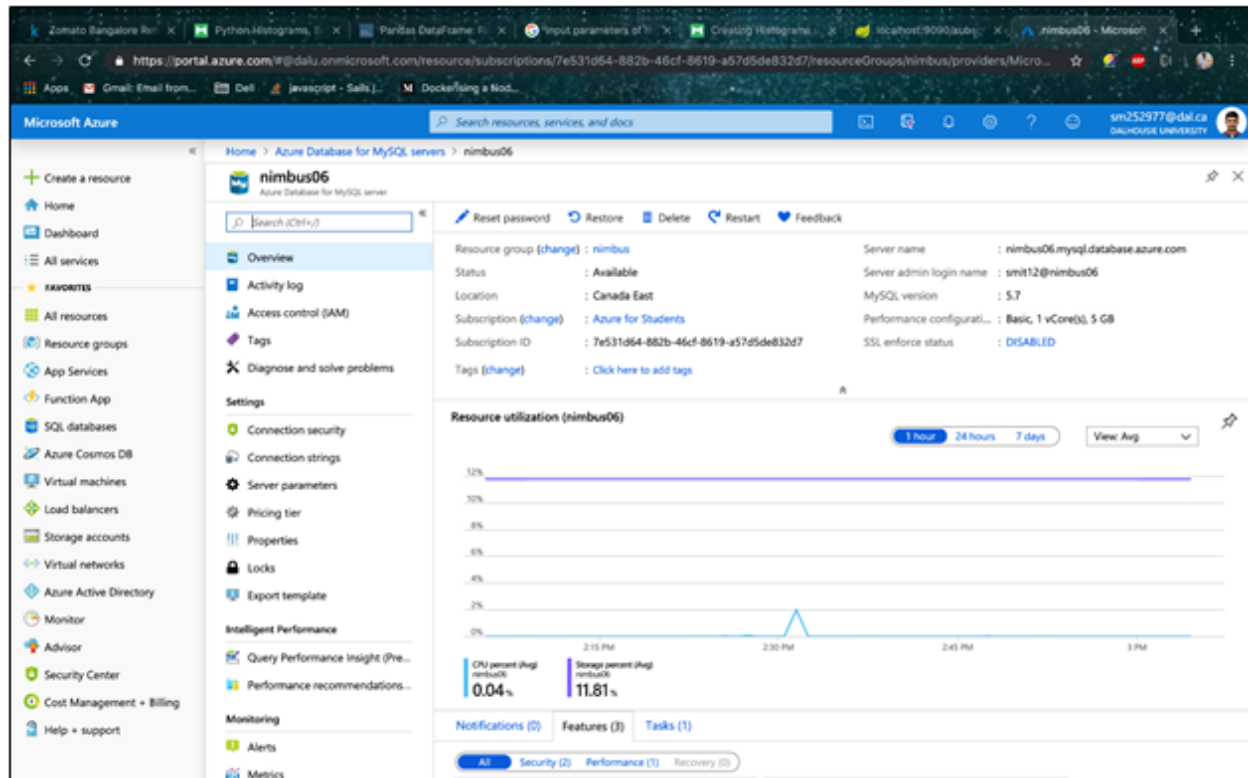 Zomato Bangalore
Python Histograms,
Pandas DataFrame:
input parameters of
Creating Histograms
localhost:9090/
nimbus06 - Microsoft
https://portal.azure.com/#@dalu.onmicrosoft.com/resource/subscriptions/7e531d64-882b-46cf-8619-a57d5de832d7/resourceGroups/nimbus/providers/Micro...
Apps
Gmail: Email from...
Dell
javascript - Sails.j...
Dockerising a Nod...
Microsoft Azure
Search resources, services, and docs
sm252977@dal.ca
DALHOUSIE UNIVERSITY
Create a resource
Home
Dashboard
All services
FAVORITES
All resources
Resource groups
App Services
Function App
SQL databases
Azure Cosmos DB
Virtual machines
Load balancers
Storage accounts
Virtual networks
Azure Active Directory
Monitor
Advisor
Security Center
Cost Management + Billing
Help + support
Home > Azure Database for MySQL servers > nimbus06
nimbus06
Azure Database for MySQL server
Search (Ctrl+/)
Overview
Activity log
Access control (IAM)
Tags
Diagnose and solve problems
Settings
Connection security
Connection strings
Server parameters
Pricing tier
Properties
Locks
Export template
Intelligent Performance
Query Performance Insight (Pre...
Performance recommendations...
Monitoring
Alerts
Metrics
Reset password
Restore
Delete
Restart
Feedback
Resource group (change) : nimbus
Status : Available
Location : Canada East
Subscription (change) : Azure for Students
Subscription ID : 7e531d64-882b-46cf-8619-a57d5de832d7
Tags (change) : Click here to add tags
Server name : nimbus06.mysql.database.azure.com
Server admin login name : smit12@nimbus06
MySQL version : 5.7
Performance configurati... : Basic, 1 vCore(s), 5 GB
SSL enforce status : DISABLED
Resource utilization (nimbus06)
1 hour 24 hours 7 days
View: Avg
12%
10%
8%
6%
4%
2%
0%
2:15 PM 2:30 PM 2:45 PM 3 PM
CPU percent (Avg)
nimbus06
0.04 %
Storage percent (Avg)
nimbus06
11.81 %
Notifications (0) Features (3) Tasks (1)
All Security (2) Performance (1) Recovery (0)